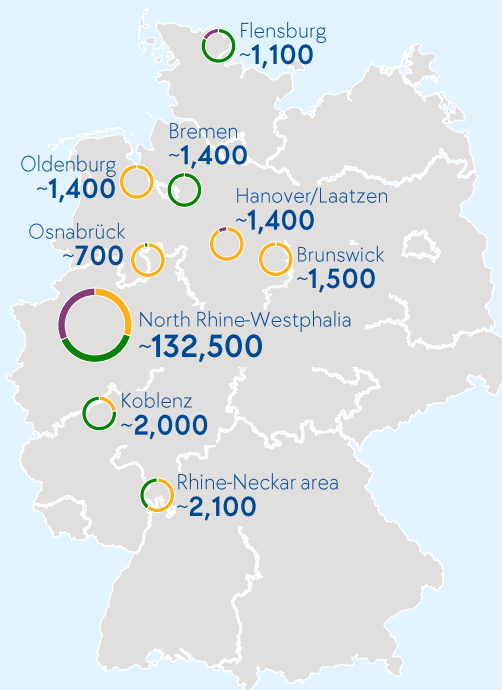 Flensburg
~1,100
Bremen
~1,400
Oldenburg
~1,400
Hanover/Laatzen
~1,400
Osnabrück
~700
Brunswick
~1,500
North Rhine-Westphalia
~132,500
Koblenz
~2,000
Rhine-Neckar area
~2,100